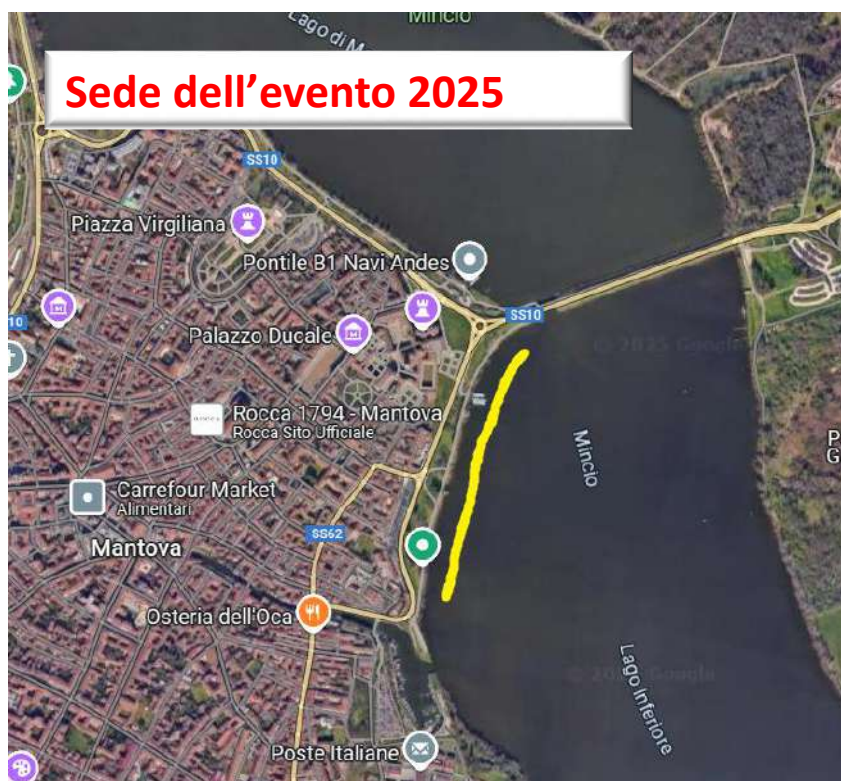 Mincio
Lago di M
Sede dell'evento 2025
SS10
Piazza Virgiliana
Pontile B1 Navi Andes
SS10
10
Palazzo Ducale
© 2025 Google
ROCCA
Rocca 1794 - Mantova
Rocca Sito Ufficiale
Mincio
P
G
Carrefour Market
Alimentari
SS62
Mantova
Osteria dell'Oca
Lago Inferiore
Poste Italiane